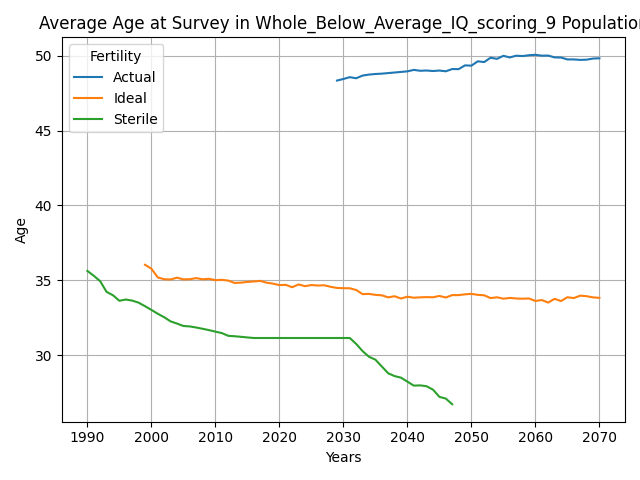 Average Age at Survey in Whole_Below_Average_IQ_scoring_9 Population
Fertility
Actual
Ideal
Sterile
50
45
40
35
30
Age
1990 2000 2010 2020 2030 2040 2050 2060 2070
Years